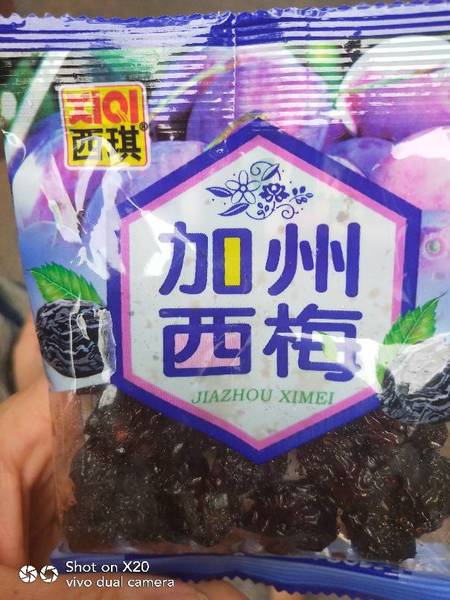 XIQI
西琪®
加州
西梅
JIAZHOU XIMEI
Shot on X20
vivo dual camera